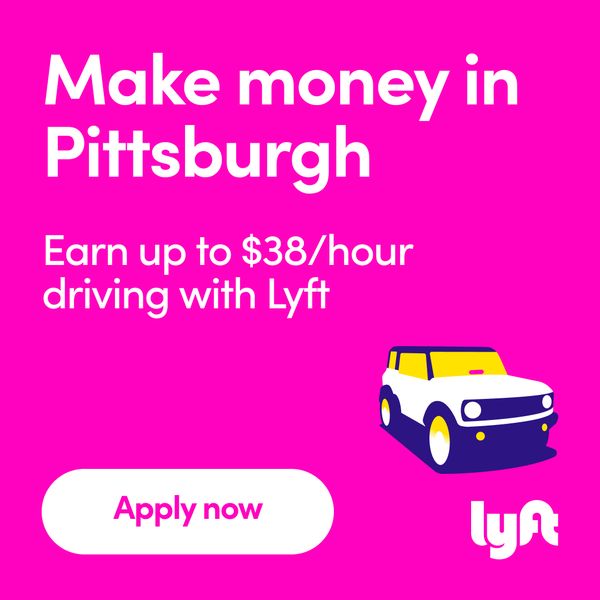 Make money in
Pittsburgh
Earn up to $38/hour
driving with Lyft
Apply now
lyft